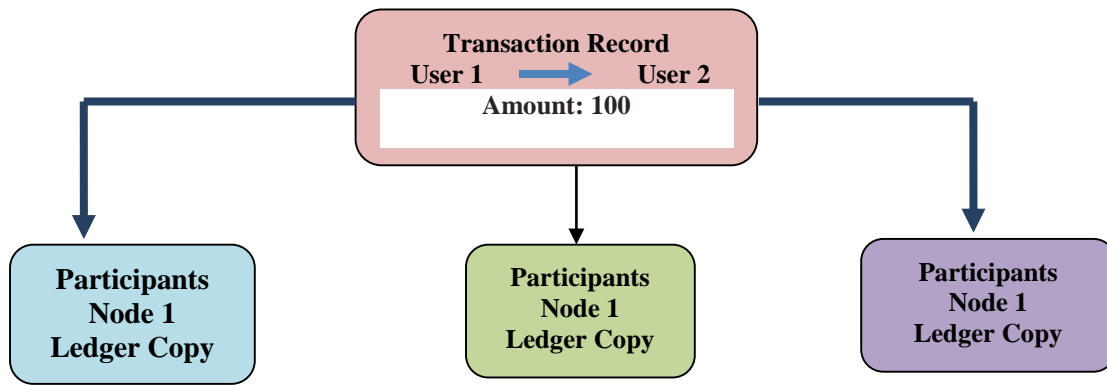 Transaction Record
User 1 User 2
Amount: 100
Participants
Node 1
Ledger Copy
Participants
Node 1
Ledger Copy
Participants
Node 1
Ledger Copy